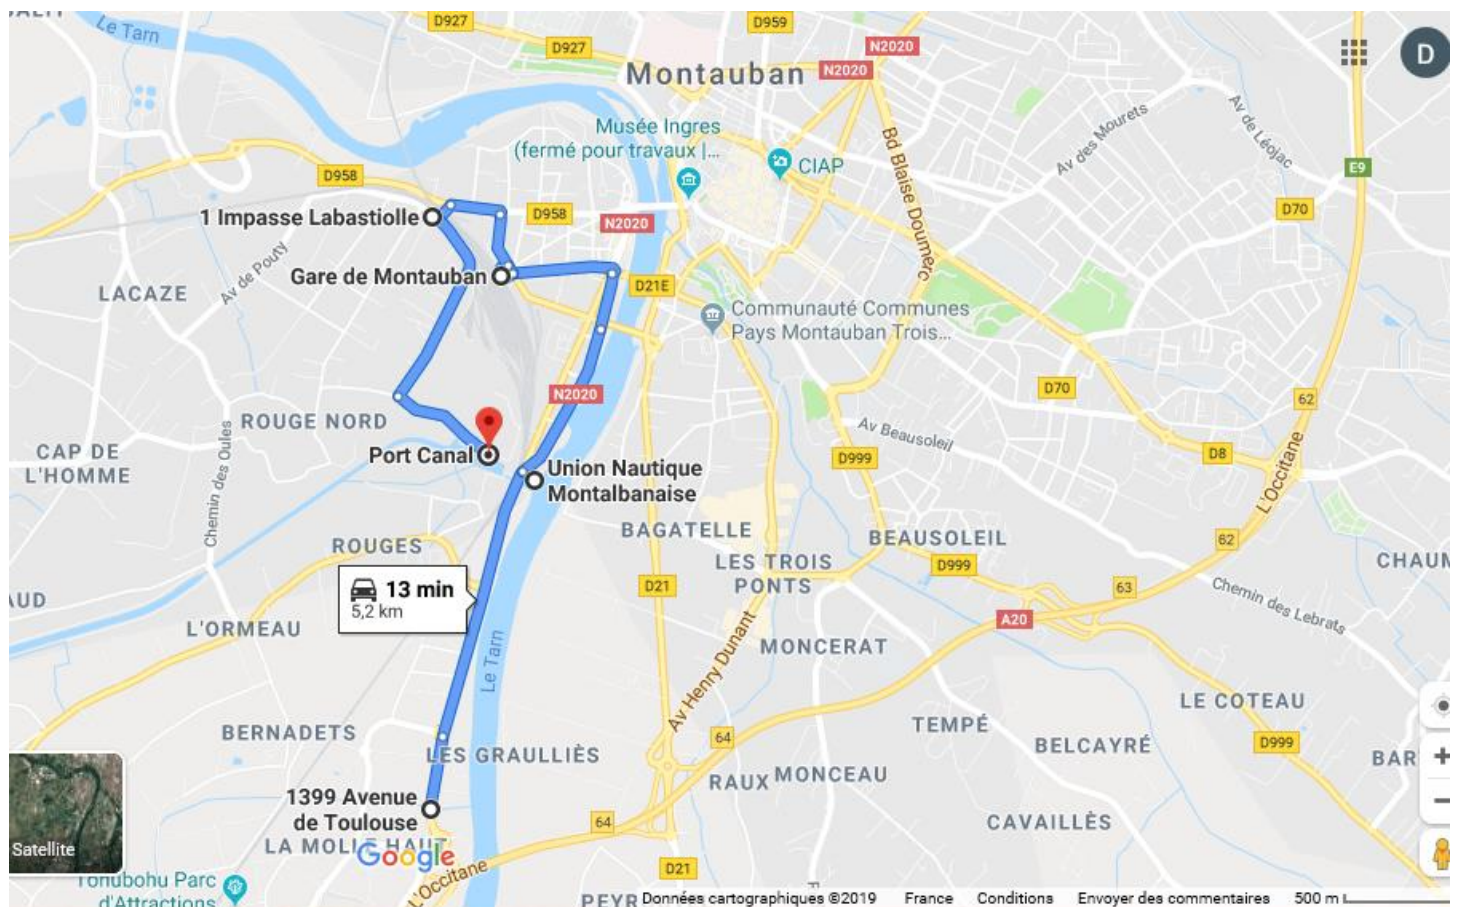 Le Tarn
D927
D927
D959
N2020
N2020
Montauban
D
Musée Ingres
(fermé pour travaux |...
CIAP
Bd Blaise Doumerc
Av des Mourets
Av de Léojac
E9
D958
1 Impasse Labastiolle
D958
N2020
D70
Gare de Montauban
D21E
LACAZE
Av de Pouty
Communauté Communes
Pays Montauban Trois...
N2020
D70
62
ROUGE NORD
Av Beausoleil
CAP DE
L'HOMME
Port Canal
D999
D8
L'Occitane
Union Nautique
Montalbanaise
Chemin des Oules
BAGATELLE
BEAUSOLEIL
62
ROUGES
LES TROIS
PONTS
D999
CHAUM
13 min
5,2 km
D21
63
Chemin des Lebrats
AUD
L'ORMEAU
A20
Le Tarn
Av Henry Dunant
MONCERAT
LE COTEAU
BERNADETS
LES GRAULLIÈS
64
TEMPÉ
BELCAYRÉ
D999
BAR
RAUX
MONCEAU
1399 Avenue
de Toulouse
64
CAVAILLÈS
Satellite
LA MOLLE HAUT
Google
L'Occitane
D21
Tohubohu Parc
d'Attractions
PEYR
Données cartographiques ©2019
France
Conditions
Envoyer des commentaires
500 m